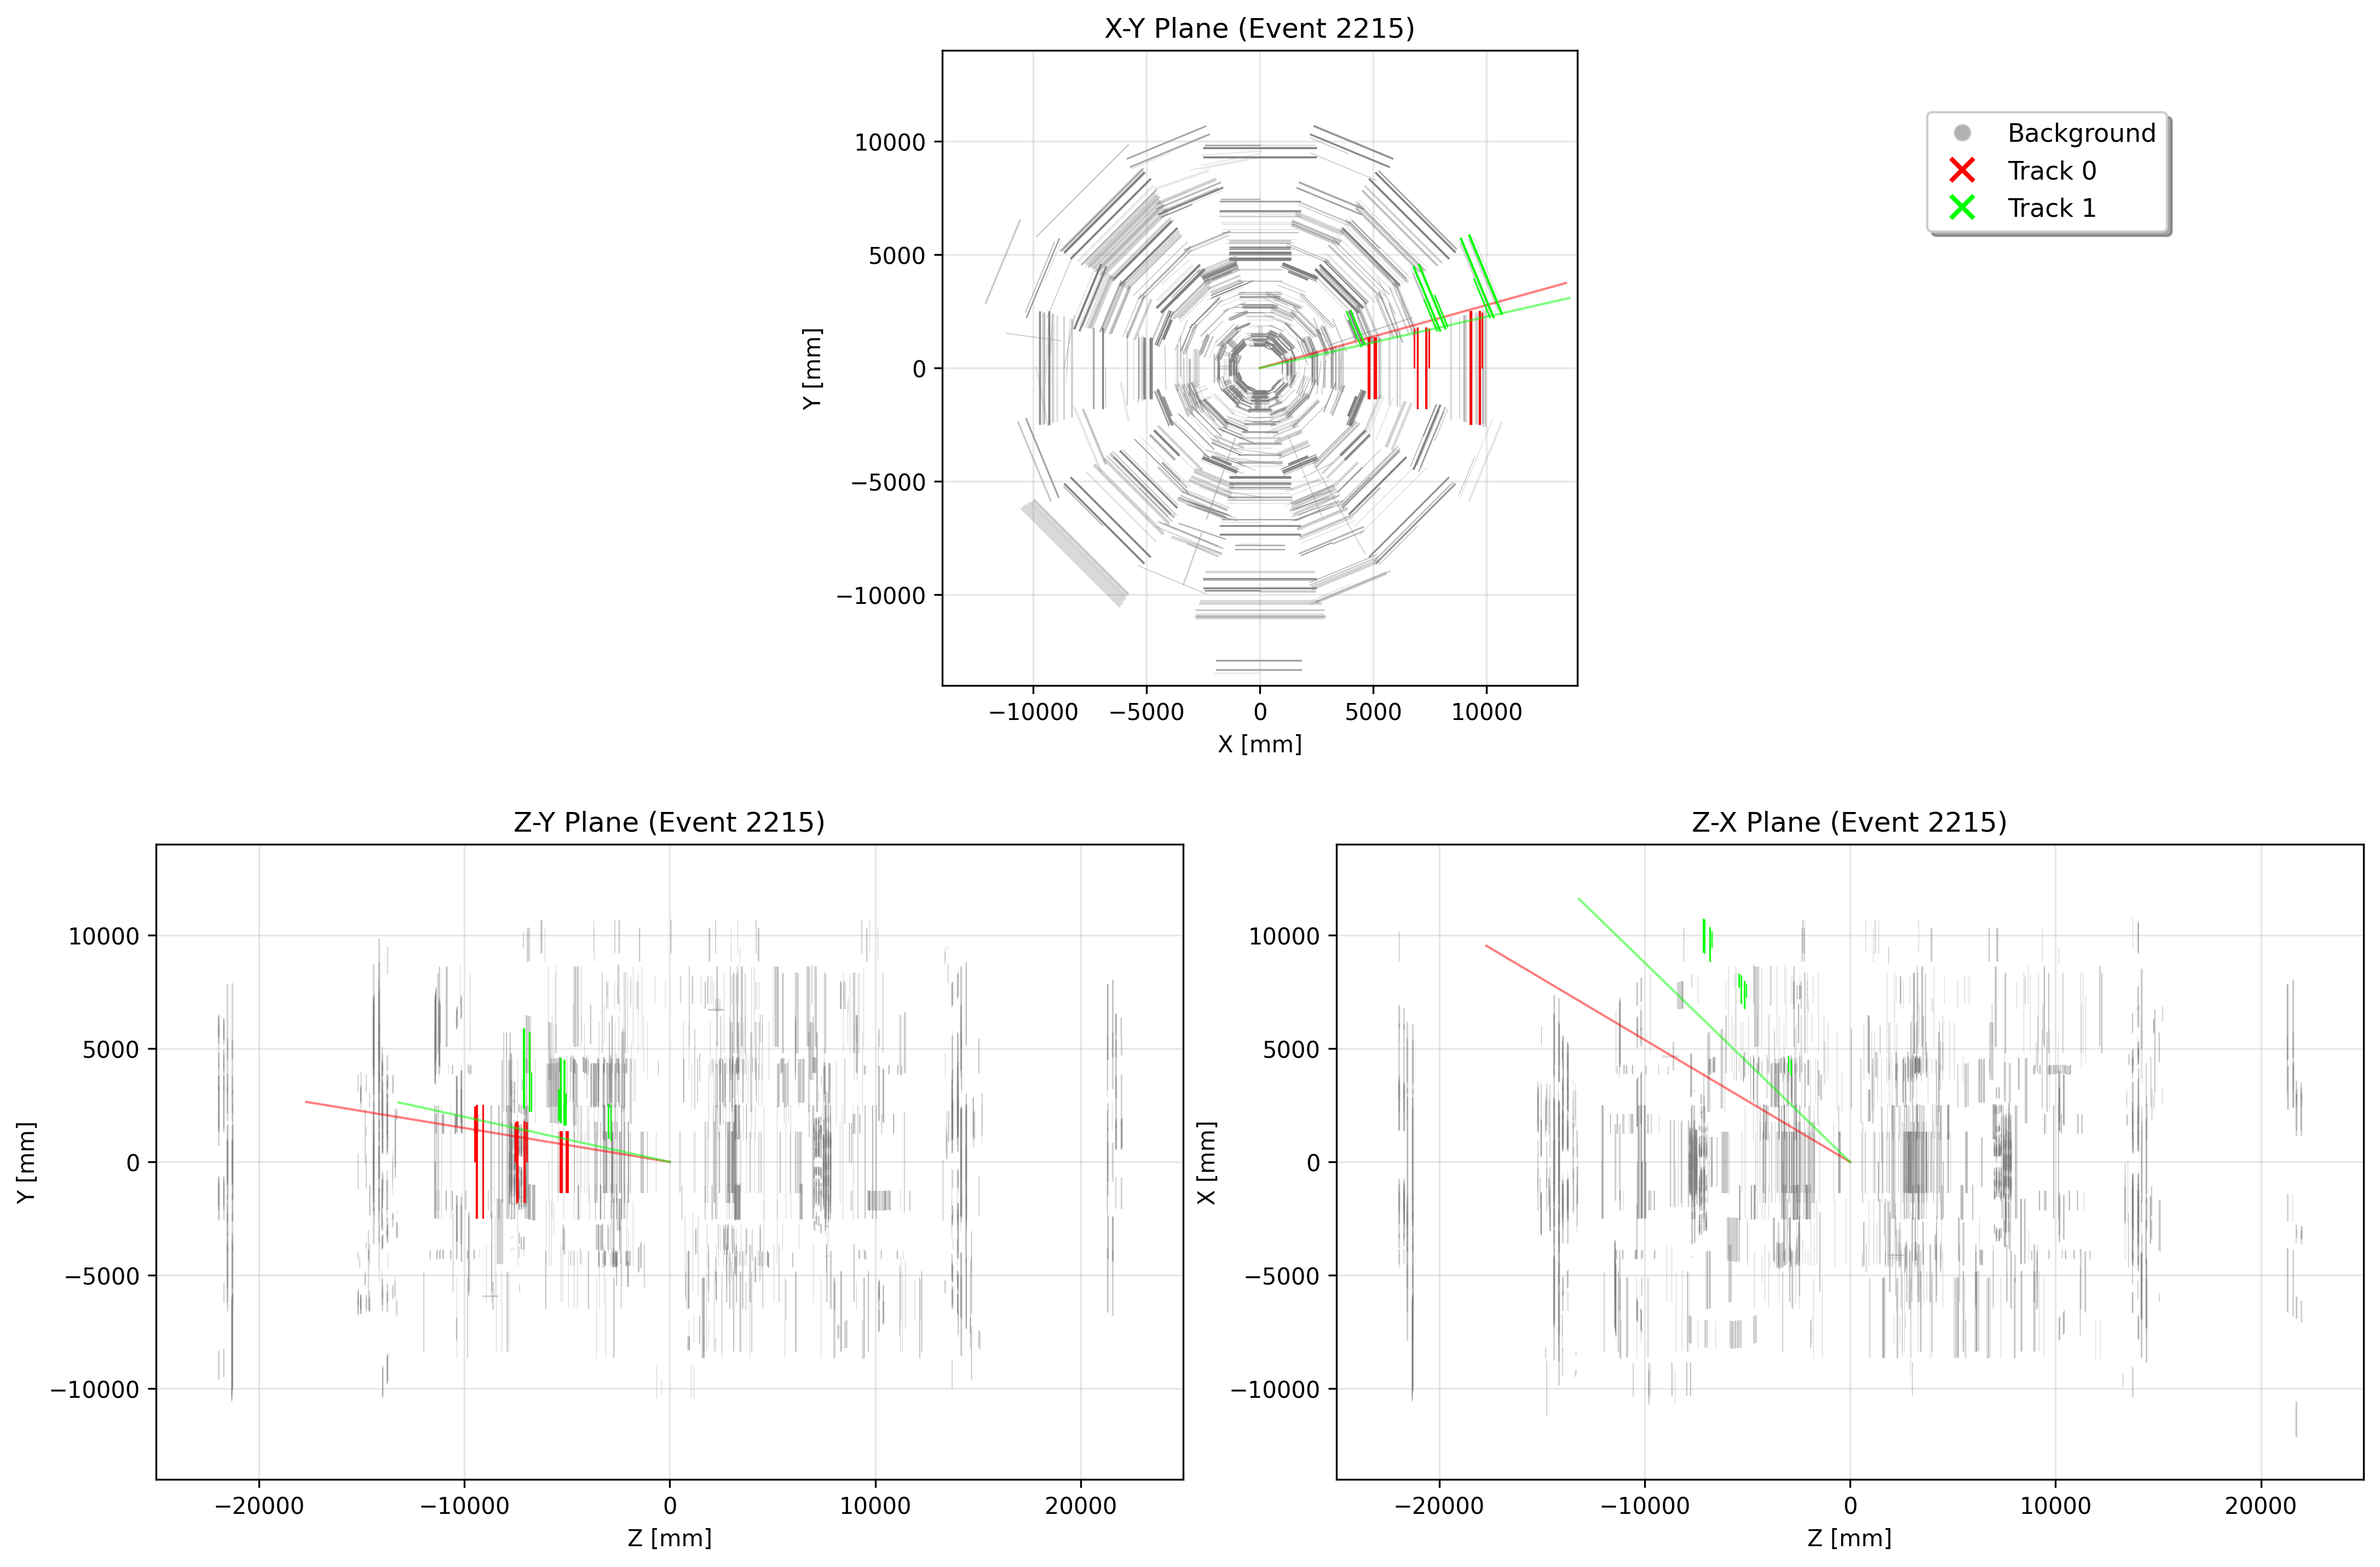 X-Y Plane (Event 2215)
Background
Track 0
Track 1
10000
5000
0
−5000
−10000
Y [mm]
−10000 −5000 0 5000 10000
X [mm]
Z-Y Plane (Event 2215)
10000
5000
0
−5000
−10000
Y [mm]
−20000 −10000 0 10000 20000
Z [mm]
Z-X Plane (Event 2215)
10000
5000
0
−5000
−10000
X [mm]
−20000 −10000 0 10000 20000
Z [mm]